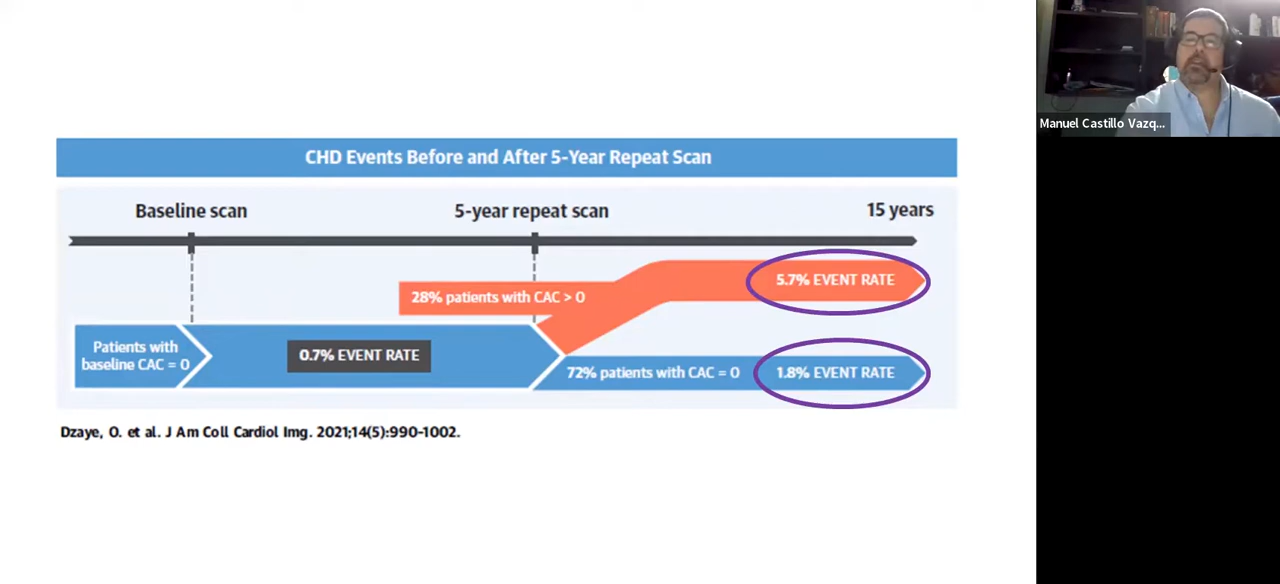 CHD Events Before and After 5-Year Repeat Scan
Baseline scan
5-year repeat scan
15 years
5.7% EVENT RATE
28% patients with CAC > 0
Patients with
baseline CAC = 0
0.7% EVENT RATE
72% patients with CAC = 0
1.8% EVENT RATE
Dzaye, O. et al. J Am Coll Cardiol Img. 2021;14(5):990-1002.
Manuel Castillo Vazq...